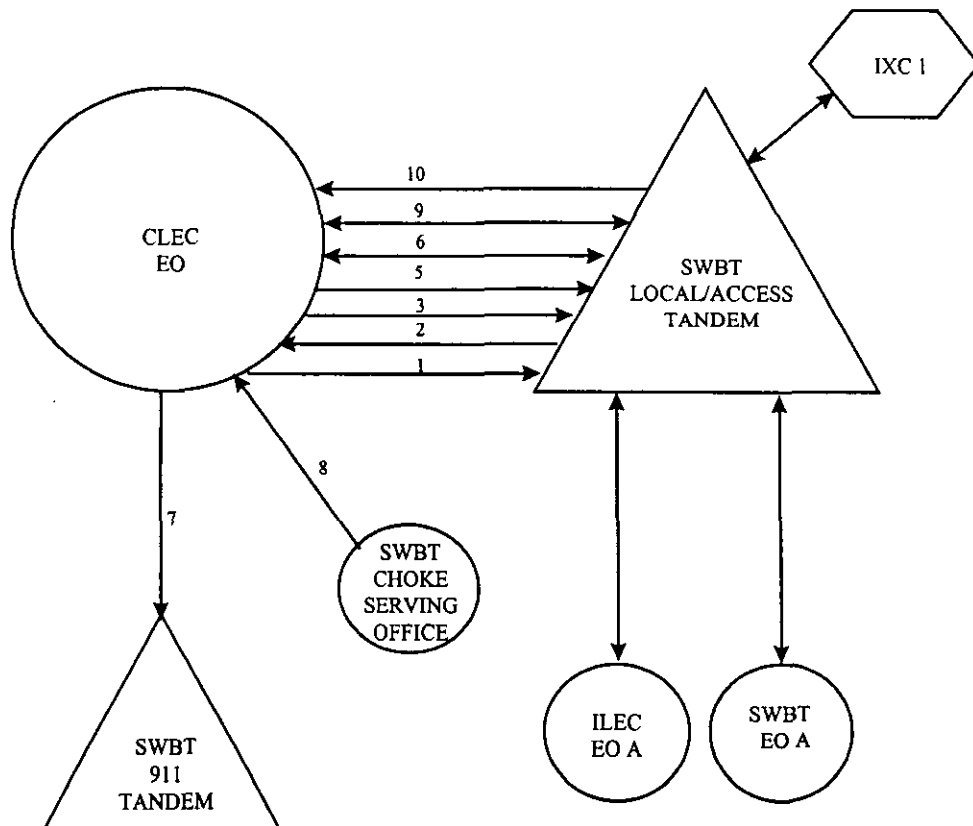 IXC 1
10
9
6
5
3
2
1
CLEC
EO
SWBT
LOCAL/ACCESS
TANDEM
7
8
SWBT
CHOKE
SERVING
OFFICE
ILEC
EO A
SWBT
EO A
SWBT
911
TANDEM